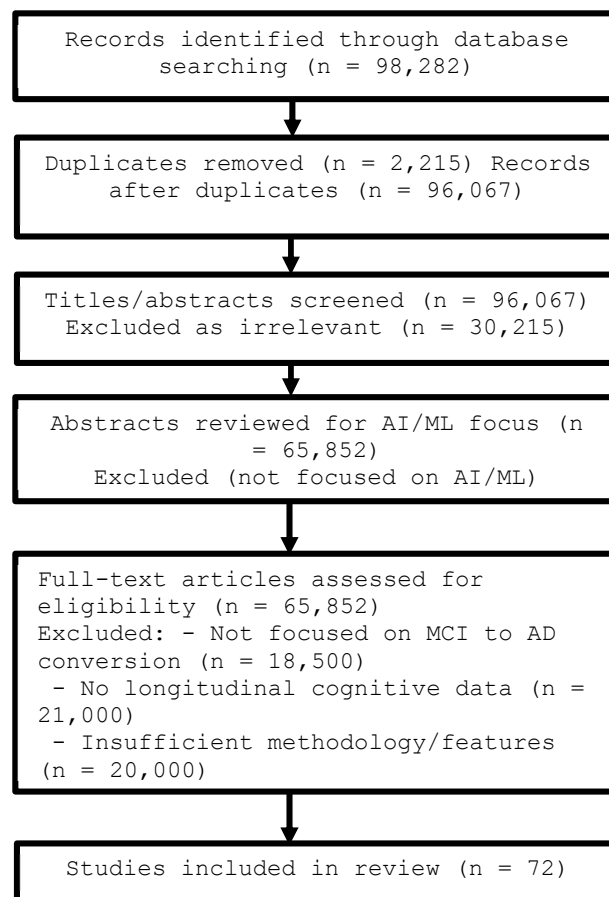 Records identified through database
searching (n = 98,282)
Duplicates removed (n = 2,215) Records
after duplicates (n = 96,067)
Titles/abstracts screened (n = 96,067)
Excluded as irrelevant (n = 30,215)
Abstracts reviewed for AI/ML focus (n
= 65,852)
Excluded (not focused on AI/ML)
Full-text articles assessed for
eligibility (n = 65,852)
Excluded: - Not focused on MCI to AD
conversion (n = 18,500)
- No longitudinal cognitive data (n =
21,000)
- Insufficient methodology/features
(n = 20,000)
Studies included in review (n = 72)